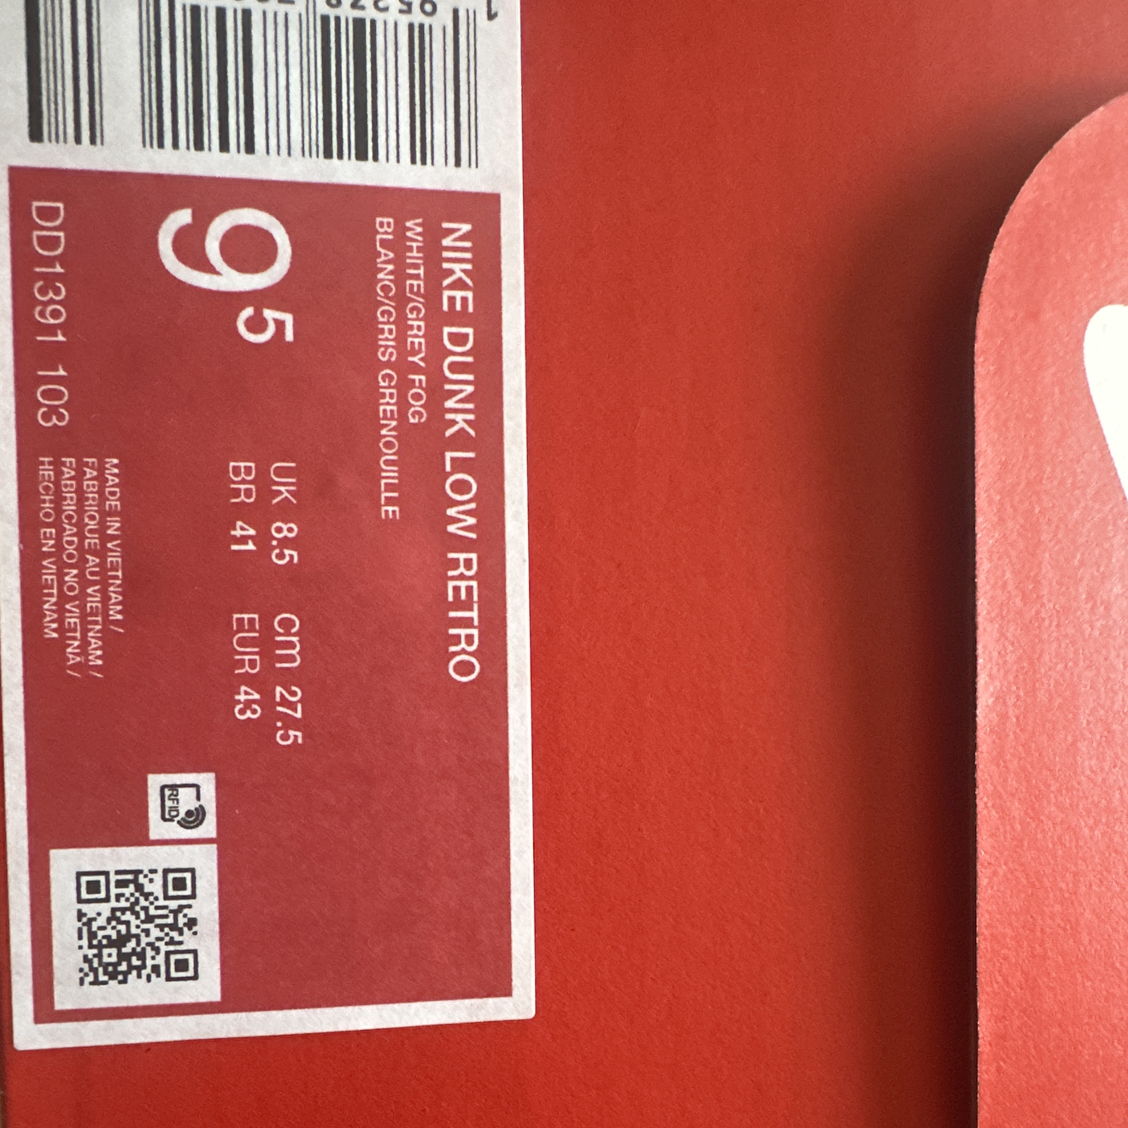 NIKE DUNK LOW RETRO
WHITE/GREY FOG
BLANC/GRIS GRENOUILLE
9 5
UK 8.5 cm 27.5
BR 41 EUR 43
DD1391 103
MADE IN VIETNAM /
FABRIQUE AU VIETNAM /
FABRICADO NO VIETNÃ /
HECHO EN VIETNAM
RFID